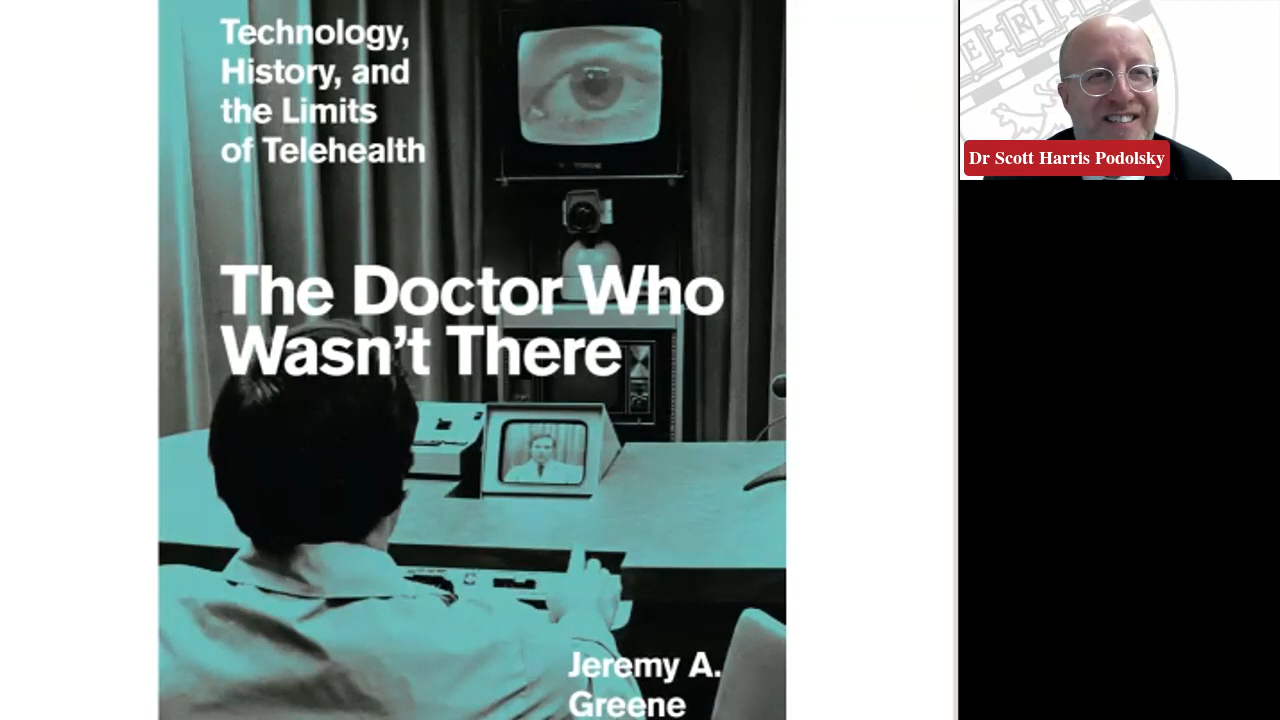 Technology,
History, and
the Limits
of Telehealth
The Doctor Who
Wasn't There
Jeremy A.
Greene
Dr Scott Harris Podolsky